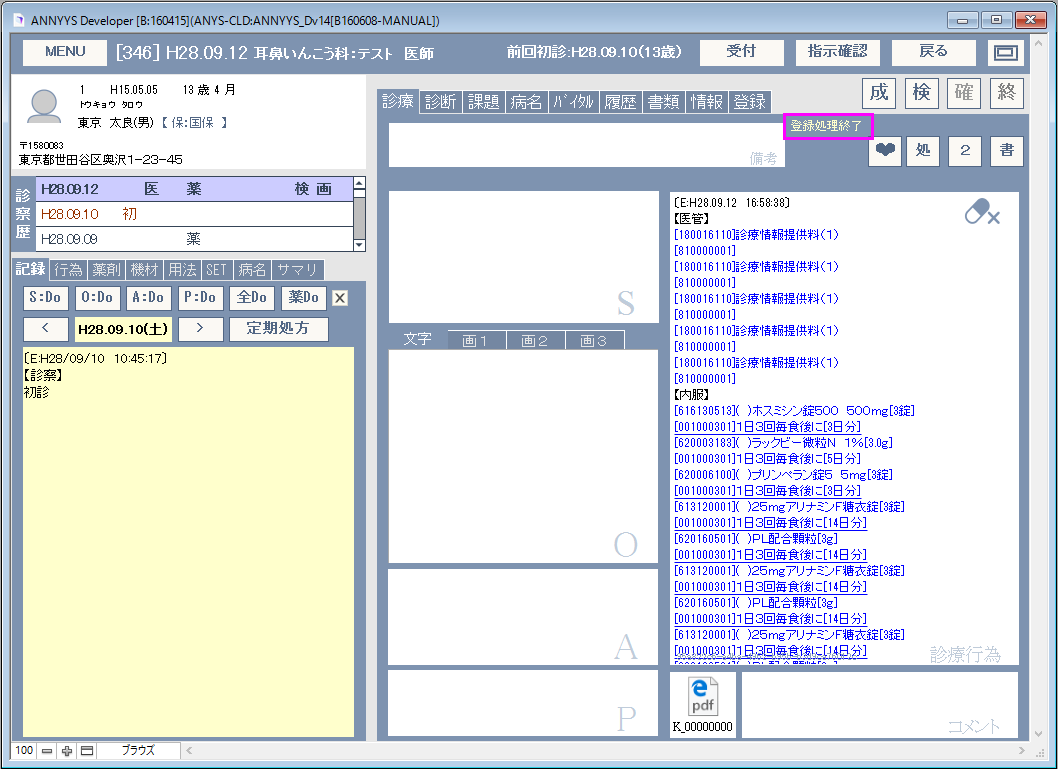 ANNYYS Developer [B:160415](ANYS-CLD:ANNYYS_Dv14[B160608-MANUAL])
MENU
[346] H28.09.12 耳鼻いんこう科:テスト 医師
前回初診:H28.09.10(13歳)
受付
指示確認
戻る
1 H15.05.05 13 歳 4 月
トウキョウ タロウ
東京 太良(男)【 保:国保 】
〒1580083
東京都世田谷区奥沢1-23-45
診療
診断
課題
病名
バイタル
履歴
書類
情報
登録
成
検
確
終
登録処理終了
備考
処
2
書
診察歴
H28.09.12 医 薬 検 画
H28.09.10 初
H28.09.09 薬
記録
行為
薬剤
機材
用法
SET
病名
サマリ
S:Do
O:Do
A:Do
P:Do
全Do
薬Do
X
<
H28.09.10(土)
>
定期処方
(E:H28/09/10 10:45:17)
【診察】
初診
S
文字
画1
画2
画3
O
A
P
(E:H28.09.12 16:58:38)
【医管】
[180016110]診療情報提供料(1)
[810000001]
[180016110]診療情報提供料(1)
[810000001]
[180016110]診療情報提供料(1)
[810000001]
[180016110]診療情報提供料(1)
[810000001]
[180016110]診療情報提供料(1)
[810000001]
【内服】
[616130513]( )ホスミシン錠500 500mg[3錠]
[001000301]1日3回毎食後に[3日分]
[620003183]( )ラックビー微粒N 1%[3.0g]
[001000301]1日3回毎食後に[5日分]
[620006100]( )プリンペラン錠5 5mg[3錠]
[001000301]1日3回毎食後に[3日分]
[613120001]( )25mgアリナミンF糖衣錠[3錠]
[001000301]1日3回毎食後に[14日分]
[620160501]( )PL配合顆粒[3g]
[001000301]1日3回毎食後に[14日分]
[613120001]( )25mgアリナミンF糖衣錠[3錠]
[001000301]1日3回毎食後に[14日分]
[620160501]( )PL配合顆粒[3g]
[001000301]1日3回毎食後に[14日分]
[613120001]( )25mgアリナミンF糖衣錠[3錠]
[001000301]1日3回毎食後に[14日分]
診療行為
pdf
K_00000000
コメント
100
ブラウズ